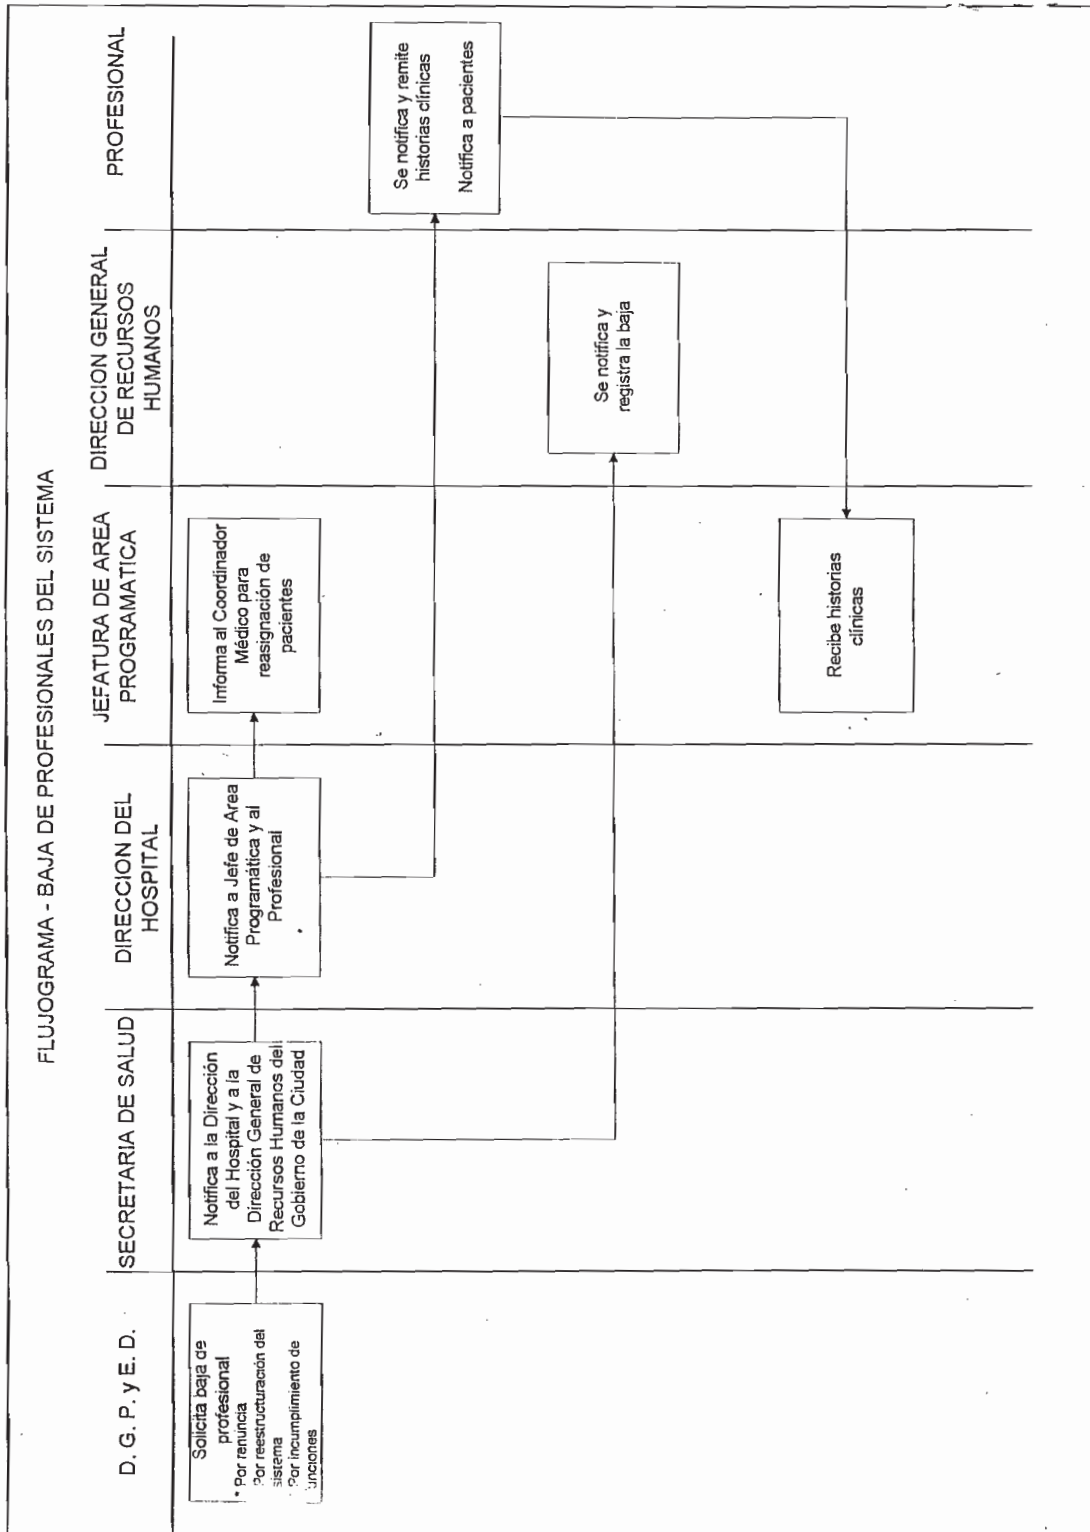 FLUJOGRAMA - BAJA DE PROFESIONALES DEL SISTEMA
D. G. P. y E. D.
SECRETARIA DE SALUD
DIRECCION DEL
HOSPITAL
JEFATURA DE AREA
PROGRAMATICA
DIRECCION GENERAL
DE RECURSOS
HUMANOS
PROFESIONAL
Solicita baja de
profesional
• Por renuncia
Por reestructuración del
sistema
Por incumplimiento de
funciones
Notifica a la Dirección
del Hospital y a la
Dirección General de
Recursos Humanos del
Gobierno de la Ciudad
Notifica a Jefe de Area
Programática y al
Profesional
Informa al Coordinador
Médico para
reasignación de
pacientes
Se notifica y remite
historias clínicas
Notifica a pacientes
Se notifica y
registra la baja
Recibe historias
clínicas